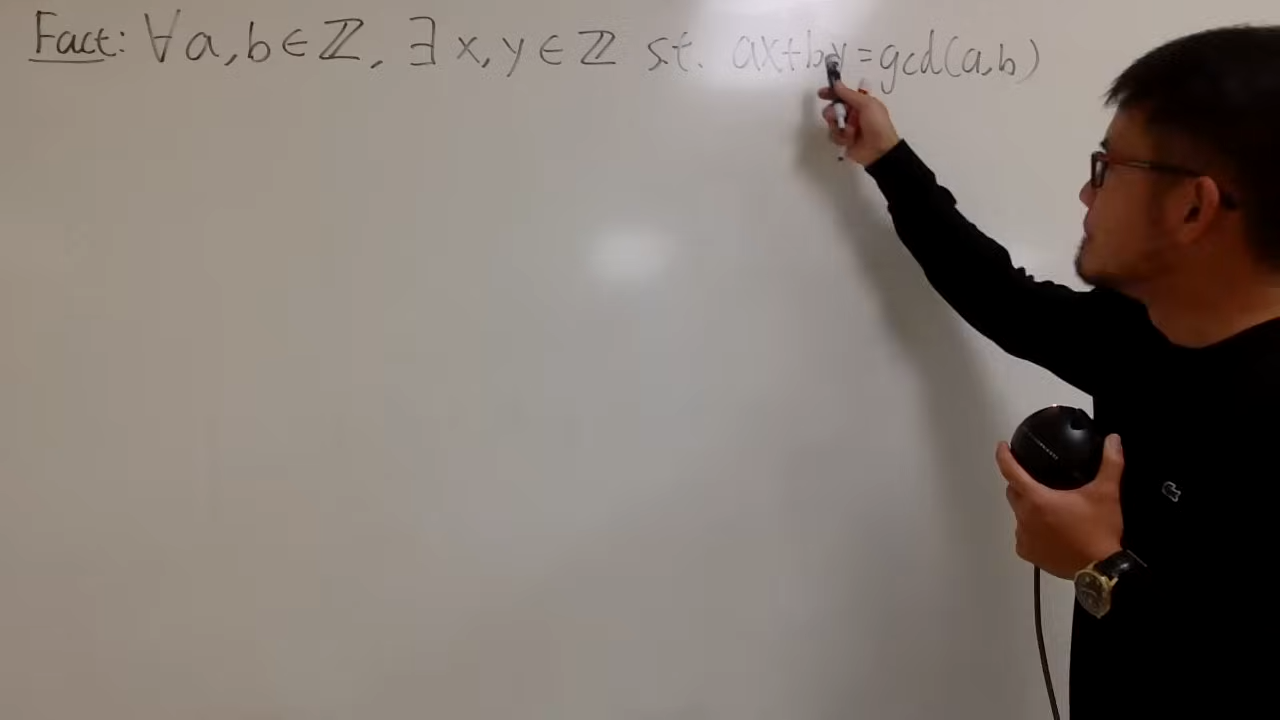 Fact: ∀ a, b ∈ ℤ, ∃ x, y ∈ ℤ s.t. ax+by = gcd(a,b)